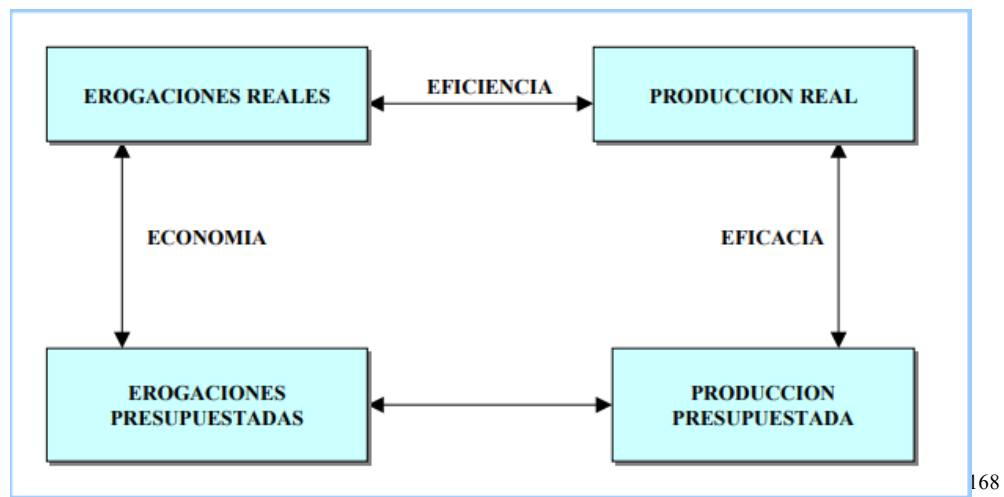 EROGACIONES REALES
EFICIENCIA
PRODUCCION REAL
ECONOMIA
EFICACIA
EROGACIONES
PRESUPUESTADAS
PRODUCCION
PRESUPUESTADA
168